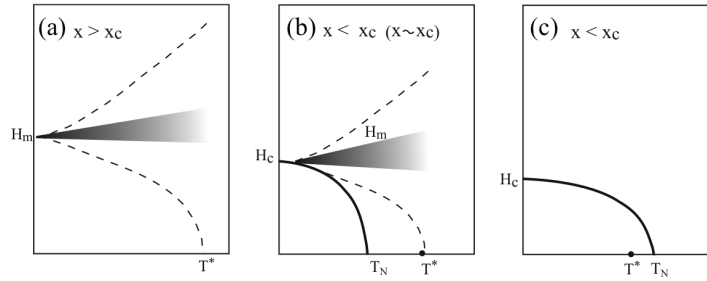 (a) x > xc
Hm
T*
(b) x < xc (x~xc)
Hm
Hc
TN T*
(c) x < xc
Hc
T* TN